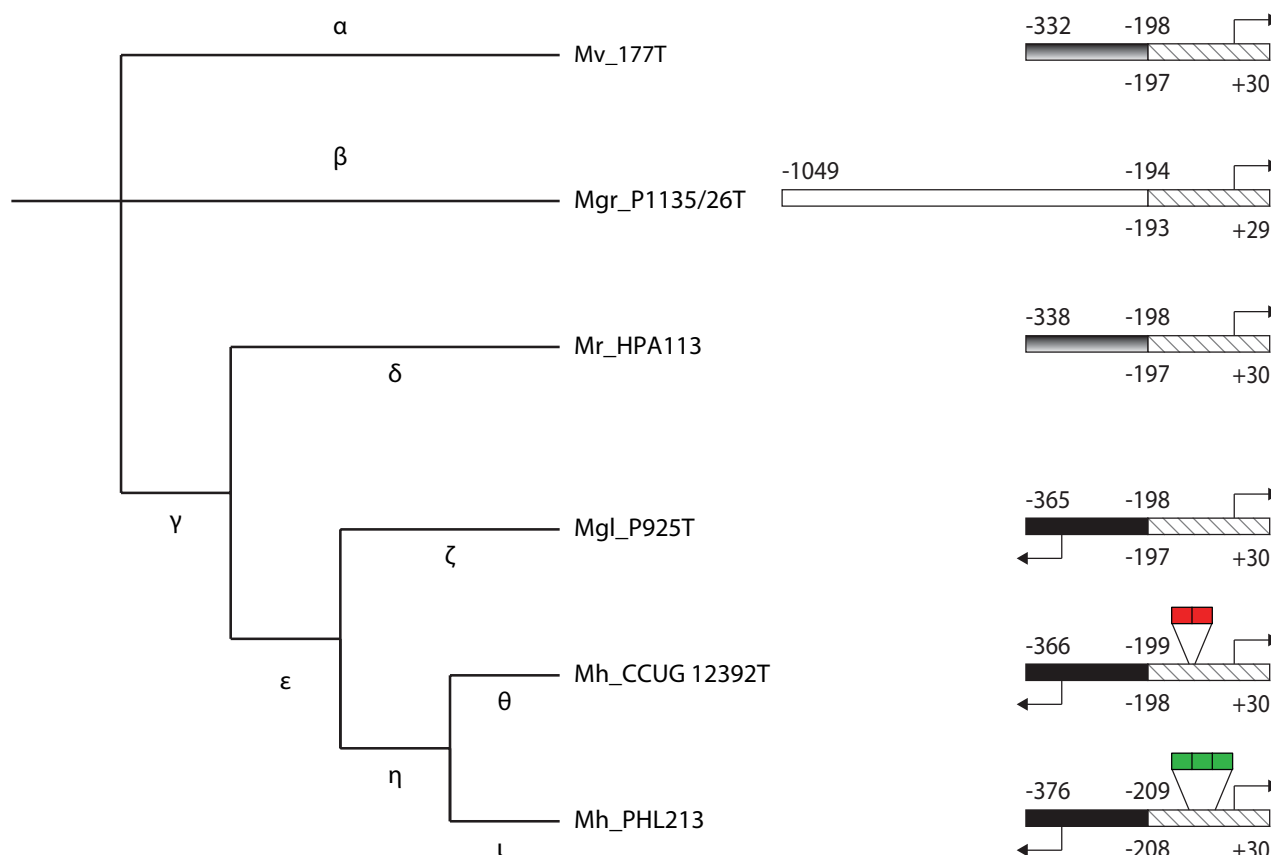 α
-332 -198
Mv_177T
-197 +30
β
-1049 -194
Mgr_P1135/26T
-193 +29
-338 -198
Mr_HPA113
δ
-197 +30
-365 -198
γ
Mgl_P925T
ζ
-197 +30
-366 -199
ε
Mh_CCUG 12392T
θ
-198 +30
-376 -209
η
Mh_PHL213
ι
-208 +30